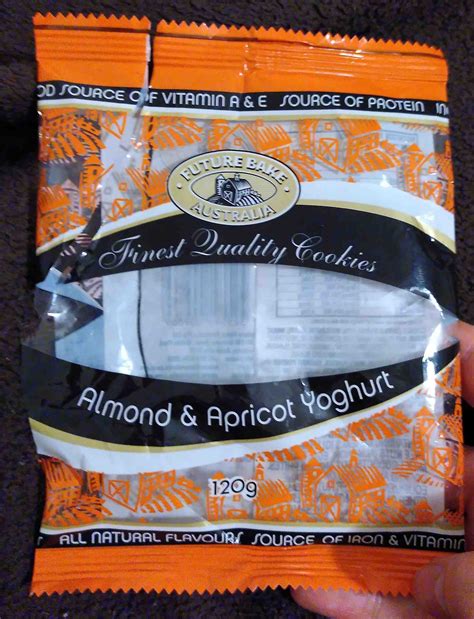 OD SOURCE OF VITAMIN A & E SOURCE OF PROTEIN
FUTURE BAKE
AUSTRALIA
Finest Quality Cookies
Almond & Apricot Yoghurt
120g
ALL NATURAL FLAVOURS SOURCE OF IRON & VITAMIN